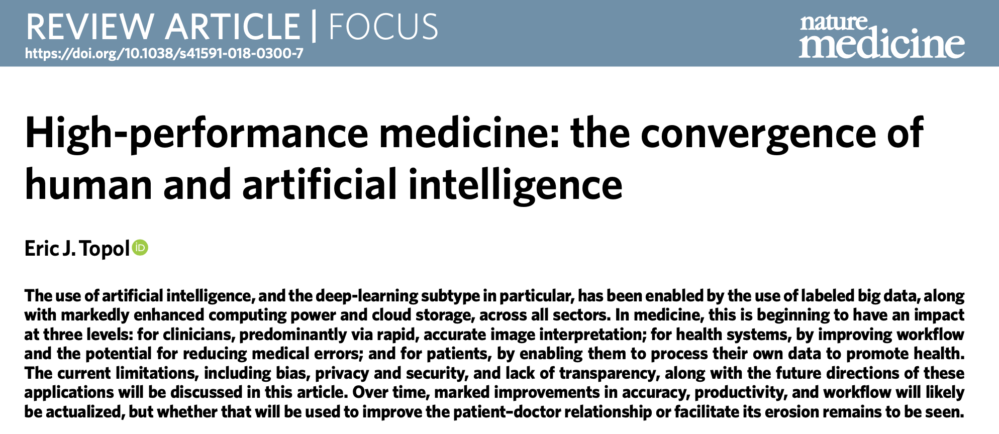 REVIEW ARTICLE | FOCUS
https://doi.org/10.1038/s41591-018-0300-7
nature
medicine
High-performance medicine: the convergence of
human and artificial intelligence
Eric J. Topol iD
The use of artificial intelligence, and the deep-learning subtype in particular, has been enabled by the use of labeled big data, along
with markedly enhanced computing power and cloud storage, across all sectors. In medicine, this is beginning to have an impact
at three levels: for clinicians, predominantly via rapid, accurate image interpretation; for health systems, by improving workflow
and the potential for reducing medical errors; and for patients, by enabling them to process their own data to promote health.
The current limitations, including bias, privacy and security, and lack of transparency, along with the future directions of these
applications will be discussed in this article. Over time, marked improvements in accuracy, productivity, and workflow will likely
be actualized, but whether that will be used to improve the patient–doctor relationship or facilitate its erosion remains to be seen.